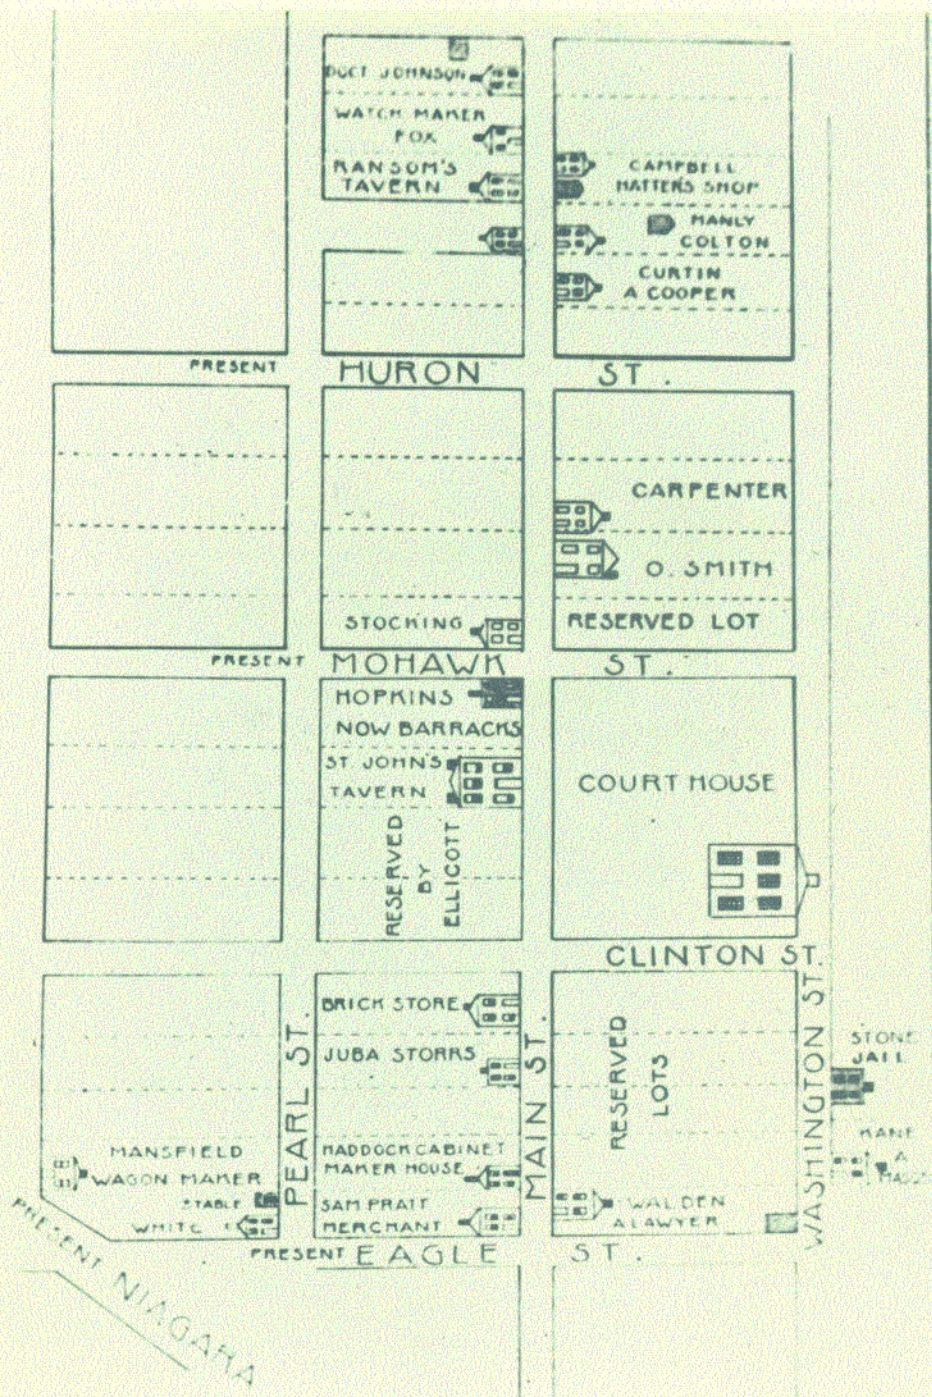 DOCT JOHNSON
WATCH MAKER
FOX
RANSOM'S
TAVERN
CAMPBELL
HATTERS SHOP
MANLY
COLTON
CURTIN
A COOPER
PRESENT HURON ST.
CARPENTER
O. SMITH
STOCKING
RESERVED LOT
PRESENT MOHAWK ST.
HOPKINS
NOW BARRACKS
ST. JOHN'S
TAVERN
RESERVED
BY
ELLICOTT
COURT HOUSE
CLINTON ST.
BRICK STORE
JUBA STORRS
RESERVED
LOTS
PEARL ST.
MAIN ST.
WASHINGTON ST.
STONE
JAIL
KANE
A
MASON
MANSFIELD
WAGON MAKER
STABLE
WHITE
HADDOCK CABINET
MAKER HOUSE
SAM PRATT
MERCHANT
WALDEN
A LAWYER
PRESENT EAGLE ST.
PRESENT NIAGARA